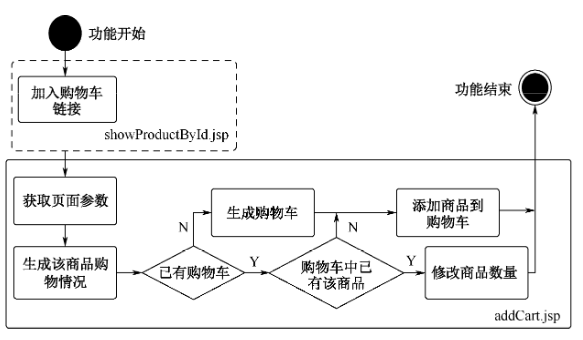 功能开始
加入购物车
链接
showProductById.jsp
功能结束
获取页面参数
生成购物车
添加商品到
购物车
N
N
生成该商品购
物情况
已有购物车
Y
购物车中已
有该商品
Y
修改商品数量
addCart.jsp